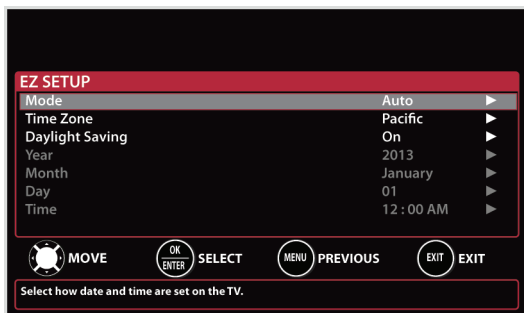 EZ SETUP
Mode Auto
Time Zone Pacific
Daylight Saving On
Year 2013
Month January
Day 01
Time 12 : 00 AM
MOVE OK ENTER SELECT MENU PREVIOUS EXIT EXIT
Select how date and time are set on the TV.